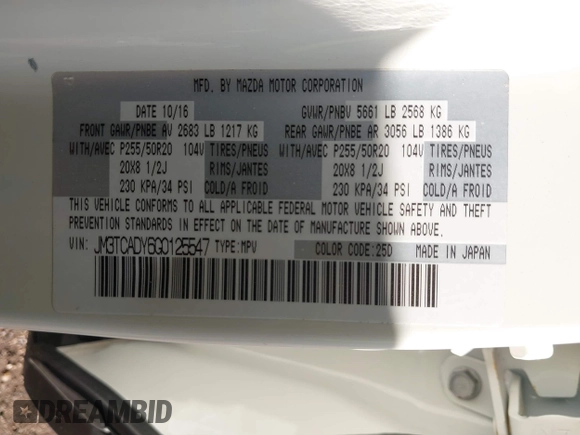 MFD. BY MAZDA MOTOR CORPORATION
DATE 10/16 GVWR/PNBV 5661 LB 2568 KG
FRONT GAWR/PNBE AV 2683 LB 1217 KG REAR GAWR/PNBE AR 3056 LB 1386 KG
WITH/AVEC P255/50R20 104V TIRES/PNEUS WITH/AVEC P255/50R20 104V TIRES/PNEUS
20X8 1/2J RIMS/JANTES 20X8 1/2J RIMS/JANTES
230 KPA/34 PSI COLD/A FROID 230 KPA/34 PSI COLD/A FROID
THIS VEHICLE CONFORMS TO ALL APPLICABLE FEDERAL MOTOR VEHICLE SAFETY AND THEFT
PREVENTION STANDARDS IN EFFECT ON THE DATE OF MANUFACTURE SHOWN ABOVE.
VIN: JM3TCADY6G0125547 TYPE:MPV COLOR CODE:25D MADE IN JAPAN
DREAMBID